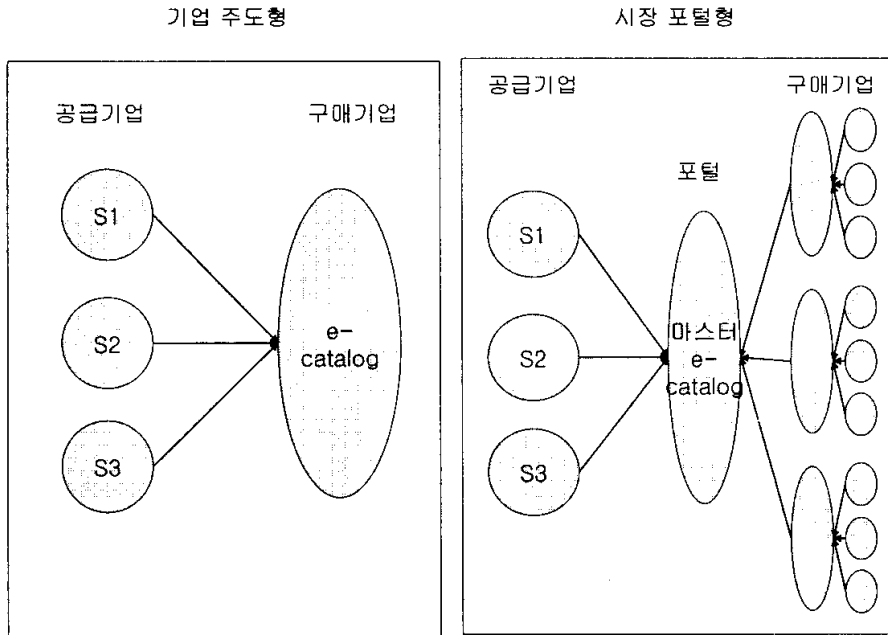 기업 주도형
공급기업
구매기업
S1
S2
S3
e-
catalog
시장 포털형
공급기업
구매기업
포털
S1
S2
S3
마스터
e-
catalog